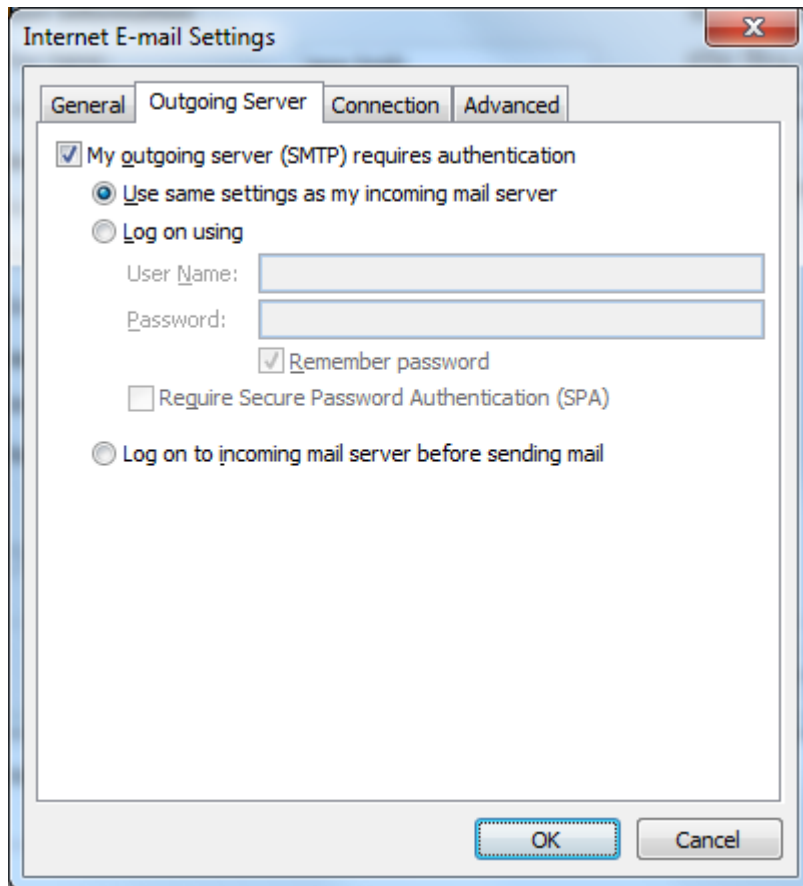 Internet E-mail Settings
General Outgoing Server Connection Advanced
My outgoing server (SMTP) requires authentication
Use same settings as my incoming mail server
Log on using
User Name:
Password:
Remember password
Require Secure Password Authentication (SPA)
Log on to incoming mail server before sending mail
OK Cancel